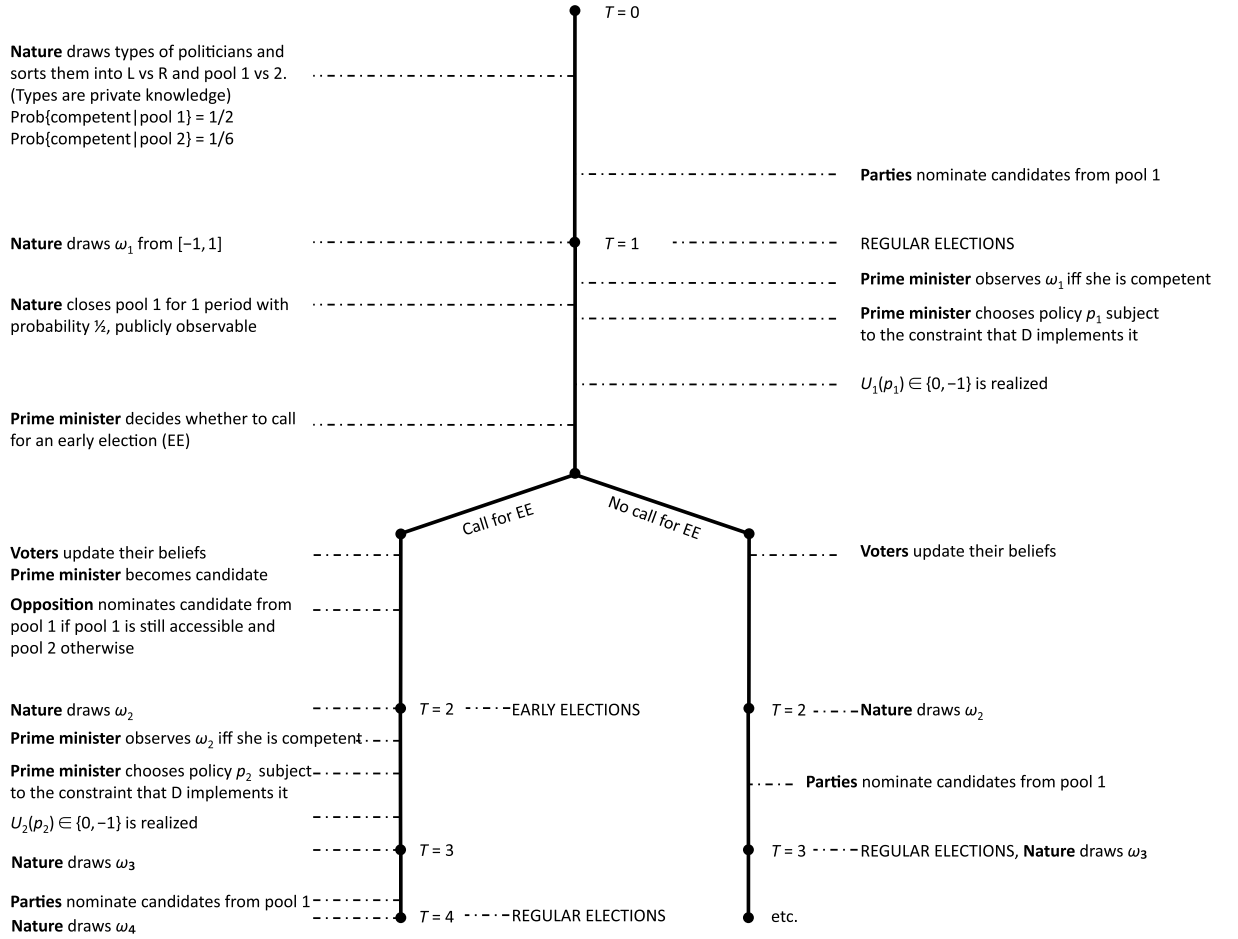 T = 0
Nature draws types of politicians and
sorts them into L vs R and pool 1 vs 2.
(Types are private knowledge)
Prob{competent|pool 1} = 1/2
Prob{competent|pool 2} = 1/6
Parties nominate candidates from pool 1
Nature draws ω₁ from [−1, 1]
T = 1
REGULAR ELECTIONS
Prime minister observes ω₁ iff she is competent
Nature closes pool 1 for 1 period with
probability ½, publicly observable
Prime minister chooses policy p₁ subject
to the constraint that D implements it
U₁(p₁) ∈ {0, −1} is realized
Prime minister decides whether to call
for an early election (EE)
Call for EE
No call for EE
Voters update their beliefs
Prime minister becomes candidate
Voters update their beliefs
Opposition nominates candidate from
pool 1 if pool 1 is still accessible and
pool 2 otherwise
Nature draws ω₂
T = 2
EARLY ELECTIONS
T = 2
Nature draws ω₂
Prime minister observes ω₂ iff she is competent
Prime minister chooses policy p₂ subject
to the constraint that D implements it
Parties nominate candidates from pool 1
U₂(p₂) ∈ {0, −1} is realized
Nature draws ω₃
T = 3
T = 3
REGULAR ELECTIONS, Nature draws ω₃
Parties nominate candidates from pool 1
Nature draws ω₄
T = 4
REGULAR ELECTIONS
etc.